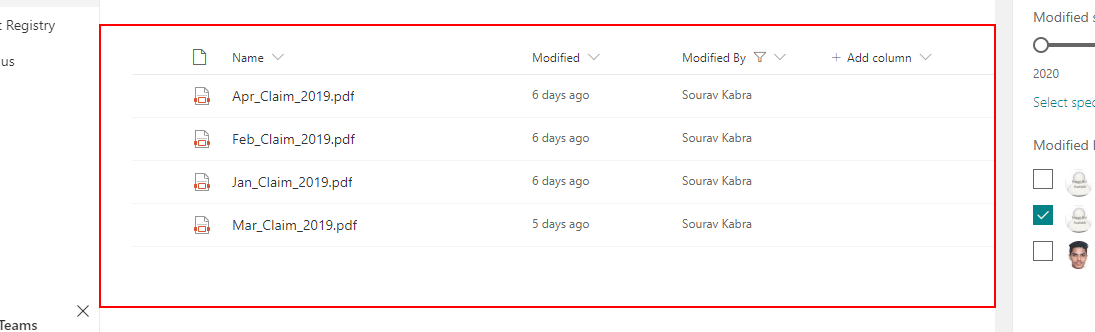 t Registry
us
Teams
Name Modified Modified By + Add column
Apr_Claim_2019.pdf 6 days ago Sourav Kabra
Feb_Claim_2019.pdf 6 days ago Sourav Kabra
Jan_Claim_2019.pdf 6 days ago Sourav Kabra
Mar_Claim_2019.pdf 5 days ago Sourav Kabra
Modified s
2020
Select spec
Modified